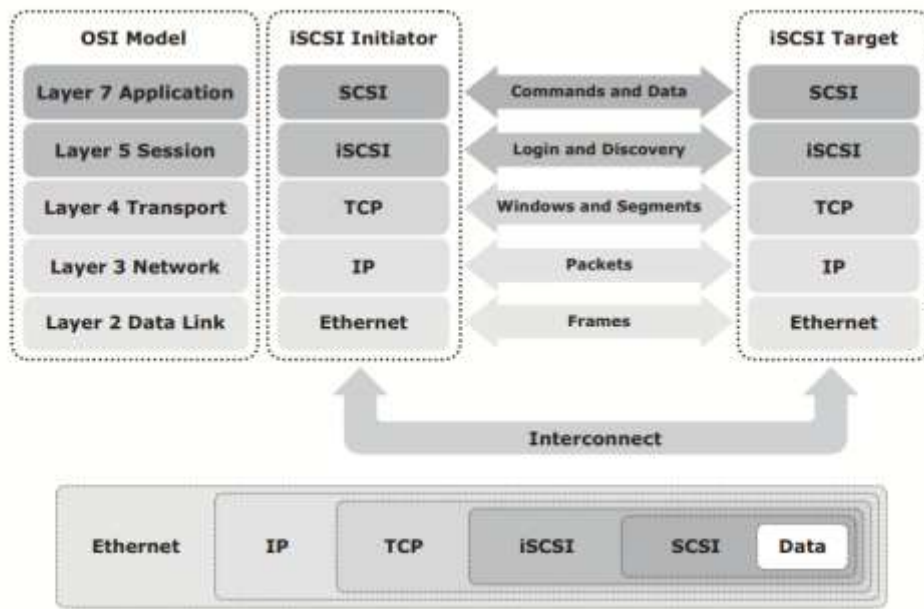 OSI Model
iSCSI Initiator
iSCSI Target
Layer 7 Application
SCSI
Commands and Data
SCSI
Layer 5 Session
iSCSI
Login and Discovery
iSCSI
Layer 4 Transport
TCP
Windows and Segments
TCP
Layer 3 Network
IP
Packets
IP
Layer 2 Data Link
Ethernet
Frames
Ethernet
Interconnect
Ethernet
IP
TCP
iSCSI
SCSI
Data